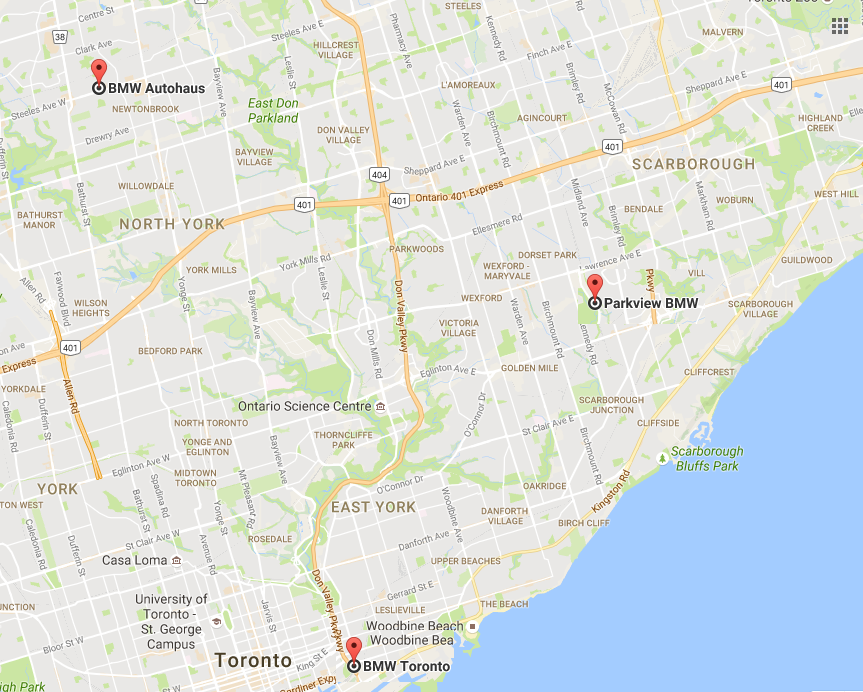 STEELES
Centre St
38
Clark Ave
Steeles Ave E
HILLCREST
VILLAGE
Pharmacy Ave
Kennedy Rd
Finch Ave E
MALVERN
BMW Autohaus
Bayview Ave
Leslie St
L'AMOREAUX
Brimley Rd
McCowan Rd
Sheppard Ave E
401
Steeles Ave W
NEWTONBROOK
East Don
Parkland
Warden Ave
Birchmount Rd
AGINCOURT
HIGHLAND
CREEK
Drewry Ave
DON VALLEY
VILLAGE
Dufferin St
BAYVIEW
VILLAGE
401
Sheppard Ave E
SCARBOROUGH
404
WILLOWDALE
Bathurst St
401
401
Ontario 401 Express
Midland Ave
Markham Rd
WOBURN
WEST HILL
BATHURST
MANOR
NORTH YORK
Ellesmere Rd
Brimley Rd
BENDALE
PARKWOODS
DORSET PARK
Lawrence Ave E
GUILDWOOD
YORK MILLS
York Mills Rd
Leslie St
WEXFORD -
MARYVALE
Pkwy
VILL
Allen Rd
Faywood Blvd
Yonge St
Bayview Ave
Don Valley Pkwy
WEXFORD
Parkview BMW
WILSON
HEIGHTS
Warden Ave
Birchmount Rd
SCARBOROUGH
VILLAGE
VICTORIA
VILLAGE
Don Mills Rd
Kennedy Rd
401
Express
BEDFORD PARK
Eglinton Ave E
GOLDEN MILE
CLIFFCREST
YORKDALE
Allen Rd
Caledonia Rd
Dufferin St
Ontario Science Centre
O'Connor Dr
SCARBOROUGH
JUNCTION
NORTH TORONTO
CLIFFSIDE
YONGE AND
EGLINTON
Bayview Ave
THORNCLIFFE
PARK
St Clair Ave E
Birchmount Rd
Scarborough
Bluffs Park
Eglinton Ave W
MIDTOWN
TORONTO
Mt Pleasant Rd
YORK
Spadina Rd
O'Connor Dr
OAKRIDGE
Kingston Rd
Bathurst St
Yonge St
EAST YORK
Woodbine Ave
DANFORTH
VILLAGE
BIRCH CLIFF
Caledonia Rd
Dufferin St
St Clair Ave W
Avenue Rd
ROSEDALE
Danforth Ave
Casa Loma
UPPER BEACHES
Don Valley Pkwy
Pkwy
Gerrard St E
University of
Toronto -
St. George
Campus
Jarvis St
LESLIEVILLE
THE BEACH
Woodbine Beach
Woodbine Bea
Bloor St W
Toronto
King St E
BMW Toronto
Gardiner Expy